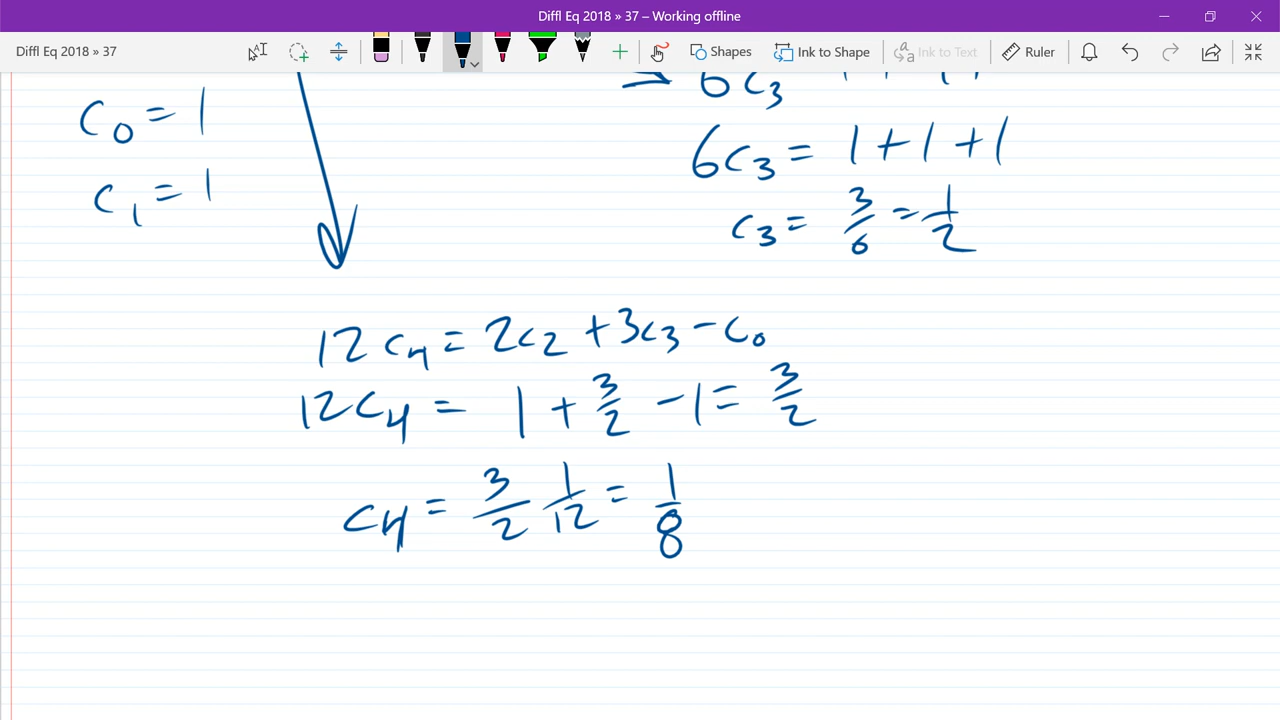 Diffl Eq 2018 » 37 – Working offline
Diffl Eq 2018 » 37
Shapes
Ink to Shape
Ink to Text
Ruler
c₀ = 1
c₁ = 1
6c₃
6c₃ = 1 + 1 + 1
c₃ = 3/6 = 1/2
12c₄ = 2c₂ + 3c₃ - c₀
12c₄ = 1 + 3/2 - 1 = 3/2
c₄ = 3/2 1/12 = 1/8